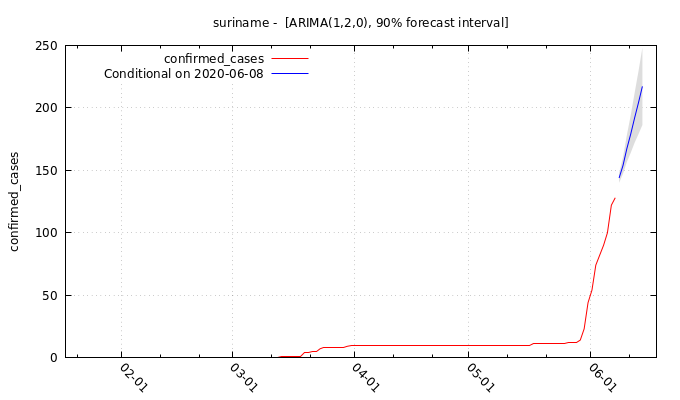 suriname -  [ARIMA(1,2,0), 90% forecast interval]
250
200
150
100
50
0
confirmed_cases
confirmed_cases
Conditional on 2020-06-08
02-01
03-01
04-01
05-01
06-01